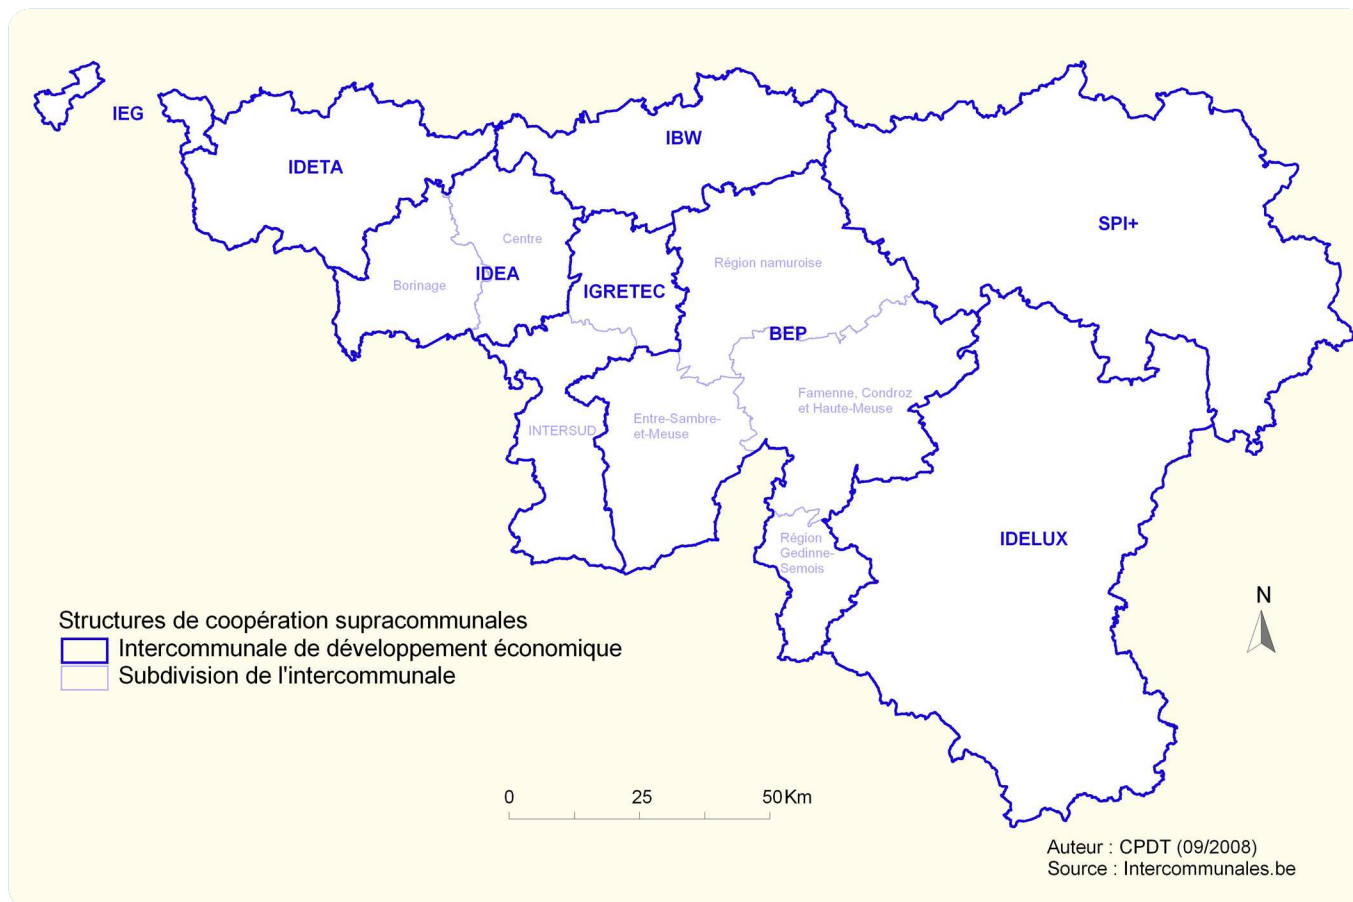 IEG
IBW
IDETA
SPI+
Centre
Région namuroise
IDEA
Borinage
IGRETEC
BEP
Famenne, Condroz
et Haute-Meuse
Entre-Sambre-
et-Meuse
INTERSUD
Région
Gedinne-
Semois
IDELUX
N
Structures de coopération supracommunales
Intercommunale de développement économique
Subdivision de l'intercommunale
0 25 50 Km
Auteur : CPDT (09/2008)
Source : Intercommunales.be